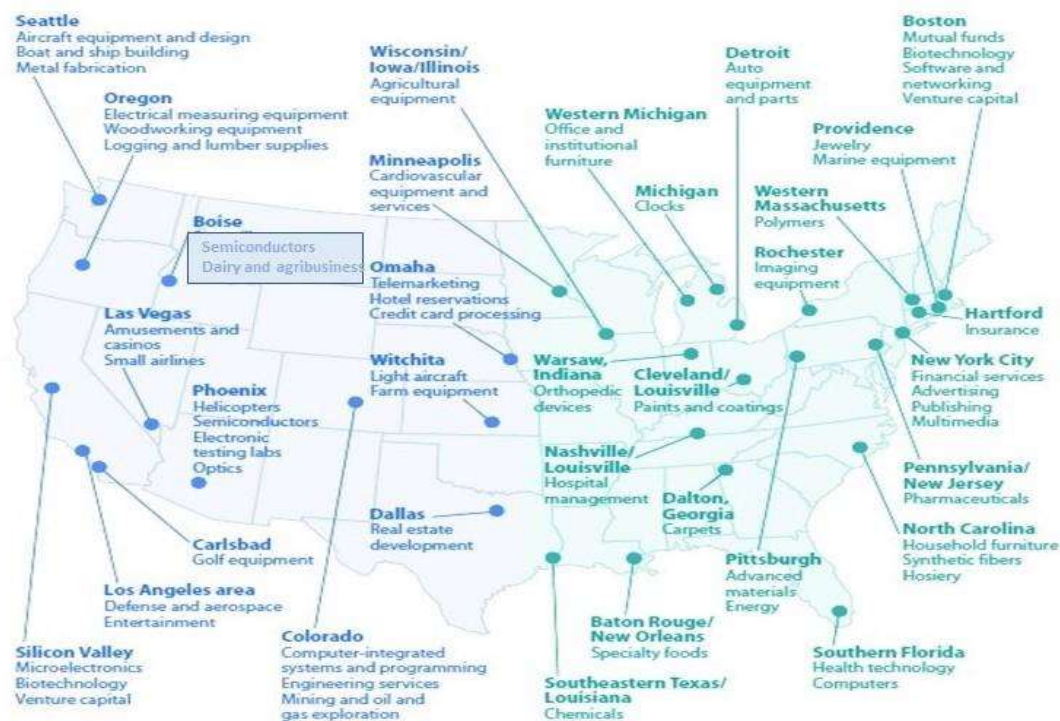 Seattle
Aircraft equipment and design
Boat and ship building
Metal fabrication
Oregon
Electrical measuring equipment
Woodworking equipment
Logging and lumber supplies
Boise
Semiconductors
Dairy and agribusiness
Las Vegas
Amusements and
casinos
Small airlines
Phoenix
Helicopters
Semiconductors
Electronic
testing labs
Optics
Carlsbad
Golf equipment
Los Angeles area
Defense and aerospace
Entertainment
Silicon Valley
Microelectronics
Biotechnology
Venture capital
Colorado
Computer-integrated
systems and programming
Engineering services
Mining and oil and
gas exploration
Wisconsin/
Iowa/Illinois
Agricultural
equipment
Minneapolis
Cardiovascular
equipment and
services
Omaha
Telemarketing
Hotel reservations
Credit card processing
Witchita
Light aircraft
Farm equipment
Dallas
Real estate
development
Western Michigan
Office and
institutional
furniture
Michigan
Clocks
Detroit
Auto
equipment
and parts
Warsaw,
Indiana
Orthopedic
devices
Cleveland/
Louisville
Paints and coatings
Nashville/
Louisville
Hospital
management
Dalton,
Georgia
Carpets
Baton Rouge/
New Orleans
Specialty foods
Southeastern Texas/
Louisiana
Chemicals
Pittsburgh
Advanced
materials
Energy
Boston
Mutual funds
Biotechnology
Software and
networking
Venture capital
Providence
Jewelry
Marine equipment
Western
Massachusetts
Polymers
Rochester
Imaging
equipment
Hartford
Insurance
New York City
Financial services
Advertising
Publishing
Multimedia
Pennsylvania/
New Jersey
Pharmaceuticals
North Carolina
Household furniture
Synthetic fibers
Hosiery
Southern Florida
Health technology
Computers